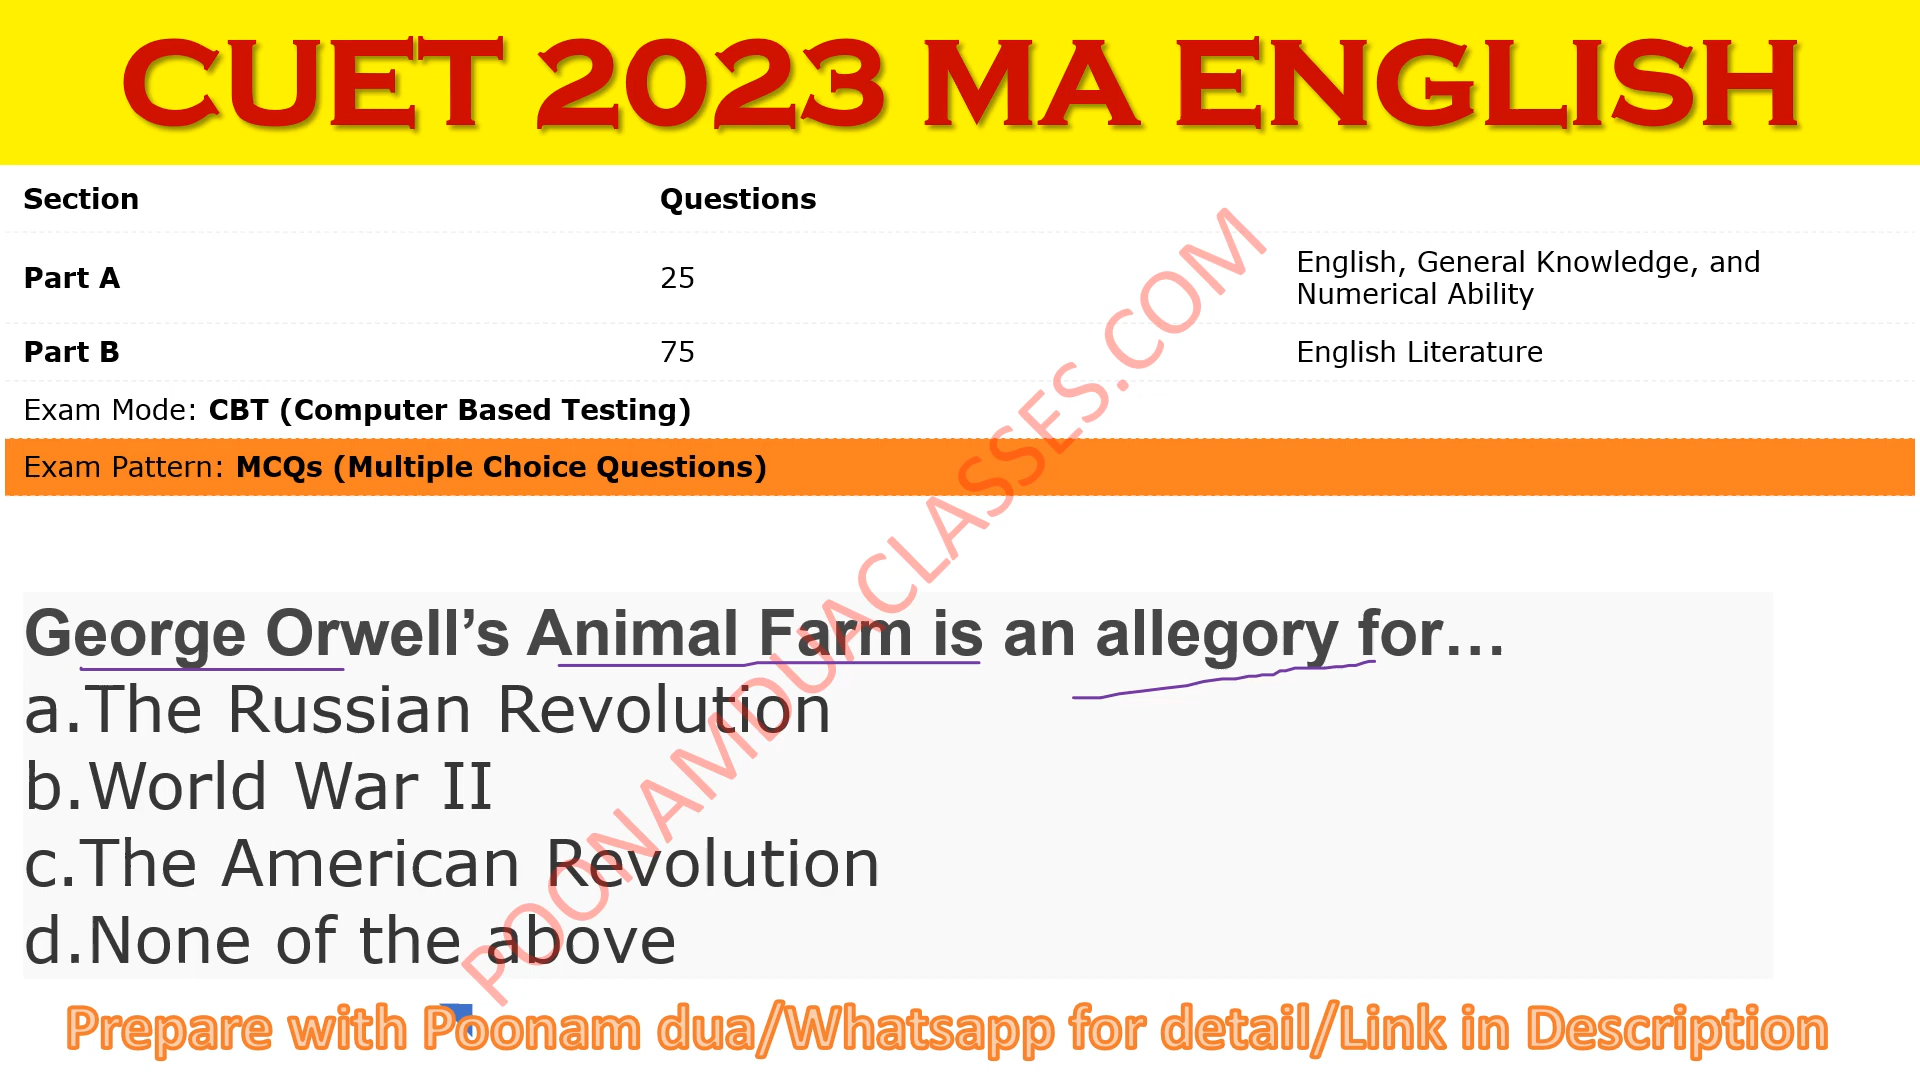 CUET 2023 MA ENGLISH
Section Questions
Part A 25 English, General Knowledge, and
Numerical Ability
Part B 75 English Literature
Exam Mode: CBT (Computer Based Testing)
Exam Pattern: MCQs (Multiple Choice Questions)
George Orwell’s Animal Farm is an allegory for...
a.The Russian Revolution
b.World War II
c.The American Revolution
d.None of the above
POONAMDUACLASSES.COM
Prepare with Poonam dua/Whatsapp for detail/Link in Description